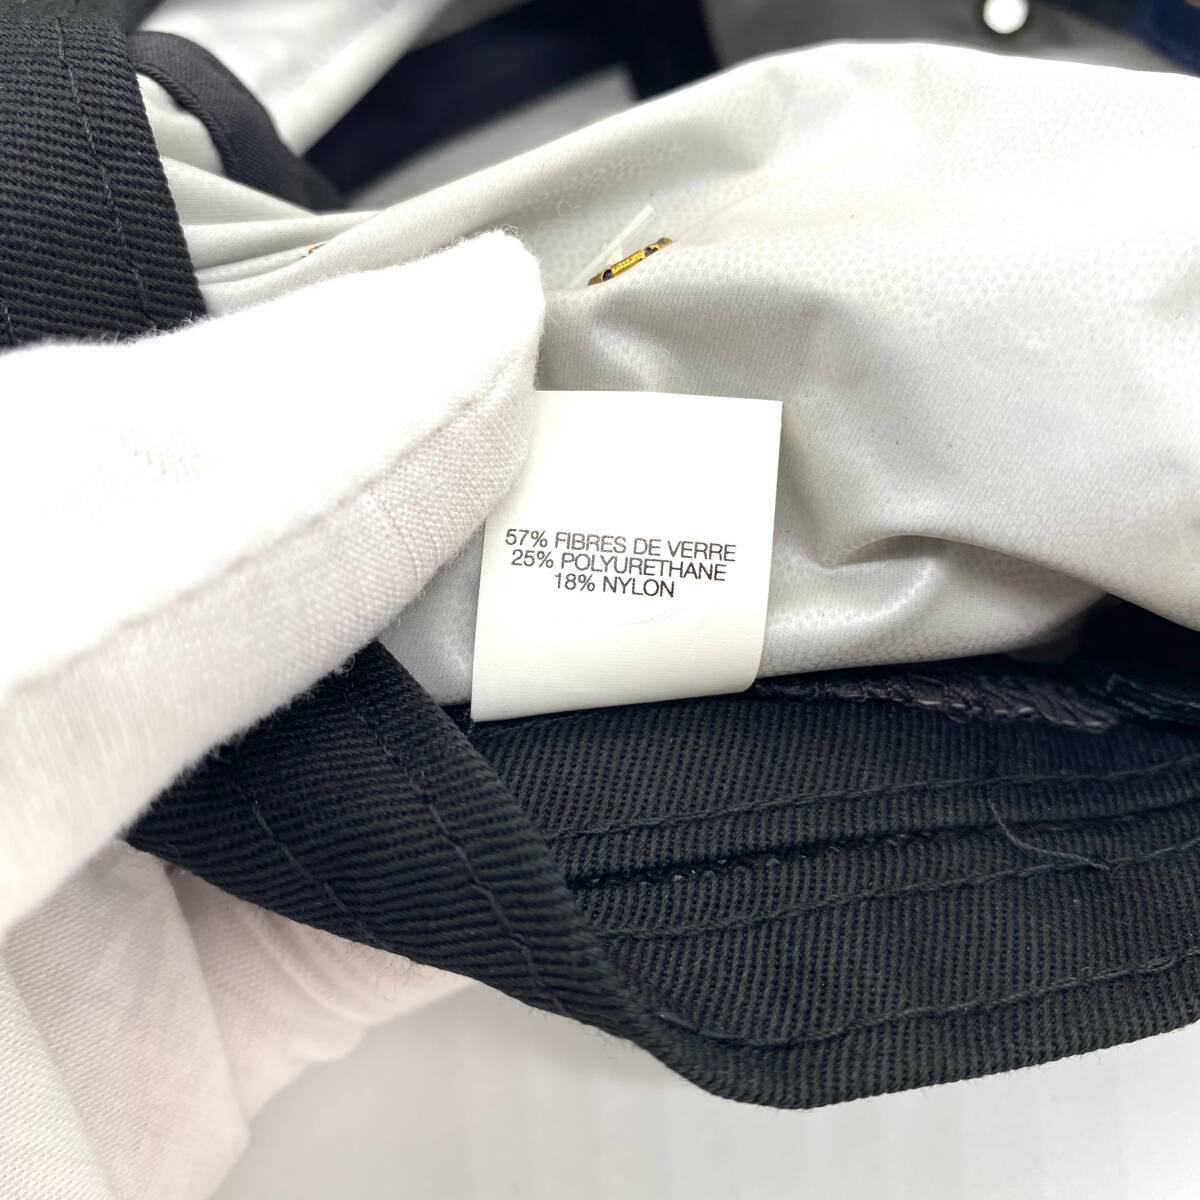 57% FIBRES DE VERRE
25% POLYURETHANE
18% NYLON